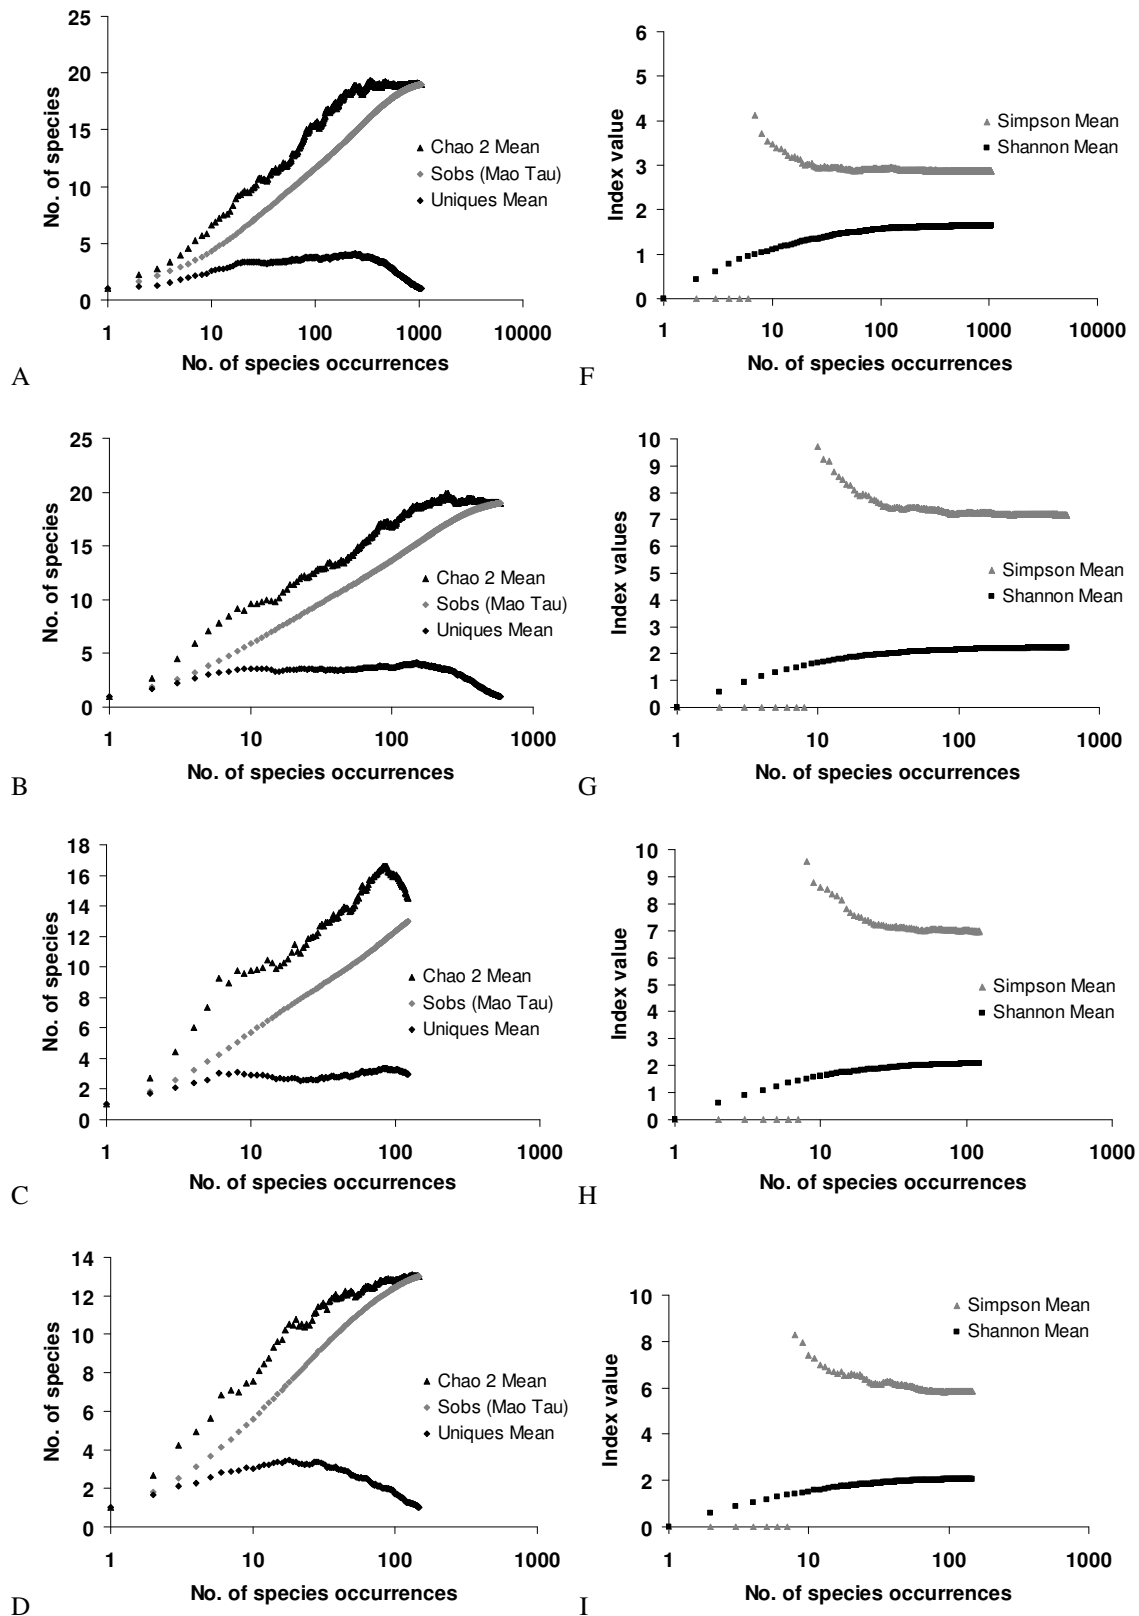 25
20
15
10
5
0
No. of species
Chao 2 Mean
Sobs (Mao Tau)
Uniques Mean
1 10 100 1000 10000
No. of species occurrences
A
6
5
4
3
2
1
0
Index value
Simpson Mean
Shannon Mean
1 10 100 1000 10000
No. of species occurrences
F
25
20
15
10
5
0
No. of species
Chao 2 Mean
Sobs (Mao Tau)
Uniques Mean
1 10 100 1000
No. of species occurrences
B
10
9
8
7
6
5
4
3
2
1
0
Index values
Simpson Mean
Shannon Mean
1 10 100 1000
No. of species occurrences
G
18
16
14
12
10
8
6
4
2
0
No. of species
Chao 2 Mean
Sobs (Mao Tau)
Uniques Mean
1 10 100 1000
No. of species occurrences
C
10
9
8
7
6
5
4
3
2
1
0
Index value
Simpson Mean
Shannon Mean
1 10 100 1000
No. of species occurrences
H
14
12
10
8
6
4
2
0
No. of species
Chao 2 Mean
Sobs (Mao Tau)
Uniques Mean
1 10 100 1000
No. of species occurrences
D
10
8
6
4
2
0
Index value
Simpson Mean
Shannon Mean
1 10 100 1000
No. of species occurrences
I